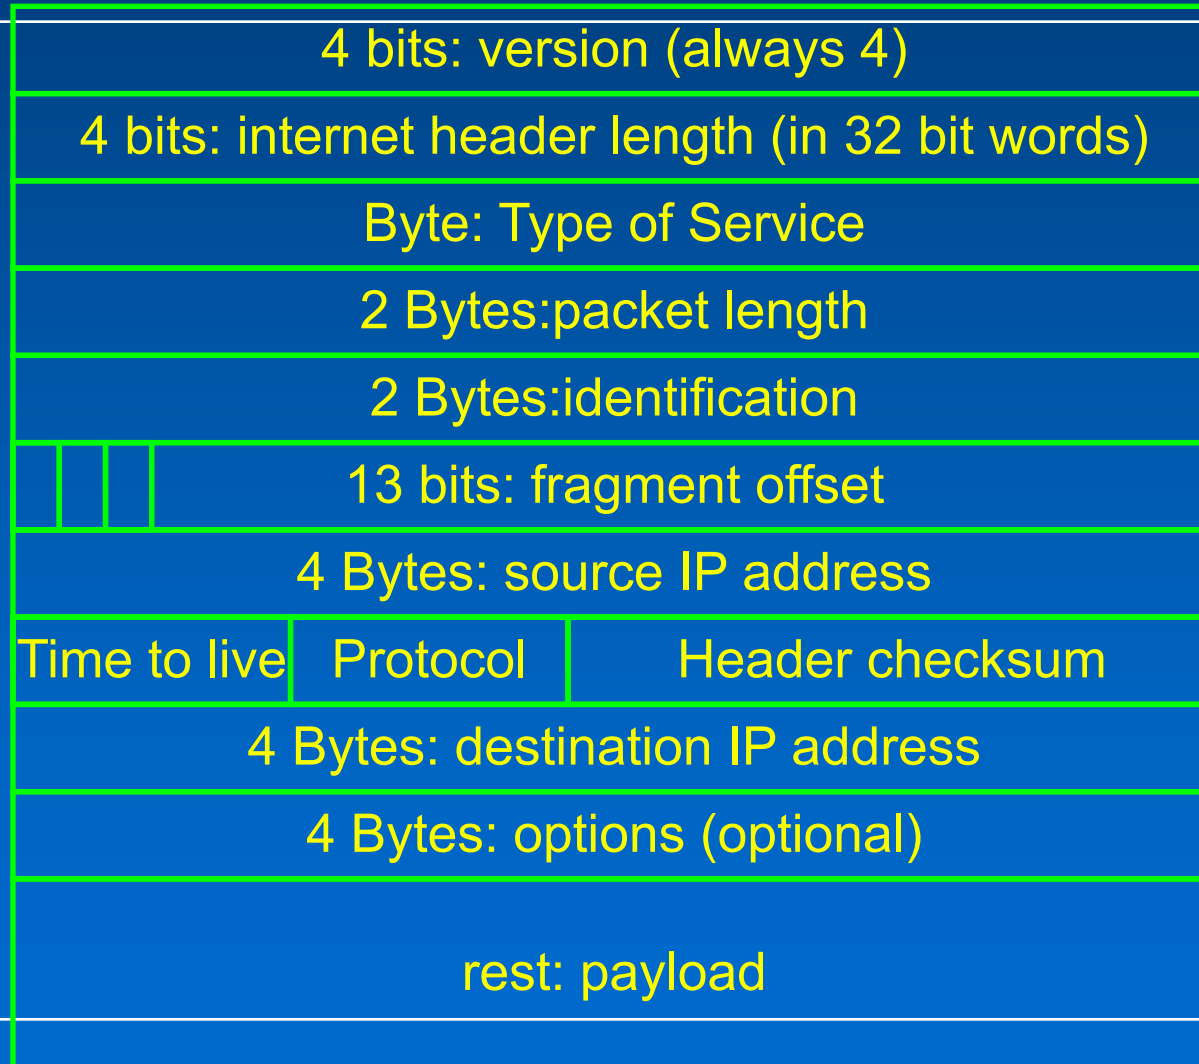 4 bits: version (always 4)
4 bits: internet header length (in 32 bit words)
Byte: Type of Service
2 Bytes:packet length
2 Bytes:identification
13 bits: fragment offset
4 Bytes: source IP address
Time to live Protocol Header checksum
4 Bytes: destination IP address
4 Bytes: options (optional)
rest: payload